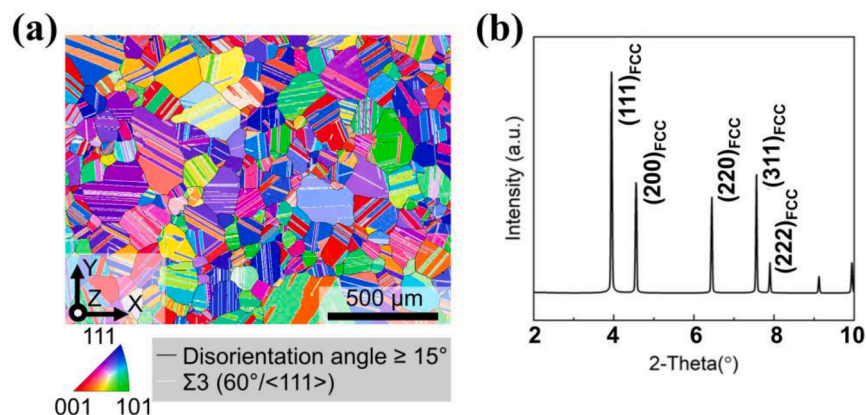 (a)
Y
Z
X
500 μm
111
001 101
— Disorientation angle ≥ 15°
— Σ3 (60°/<111>)
(b)
Intensity (a.u.)
(111)FCC
(200)FCC
(220)FCC
(311)FCC
(222)FCC
2 4 6 8 10
2-Theta(°)